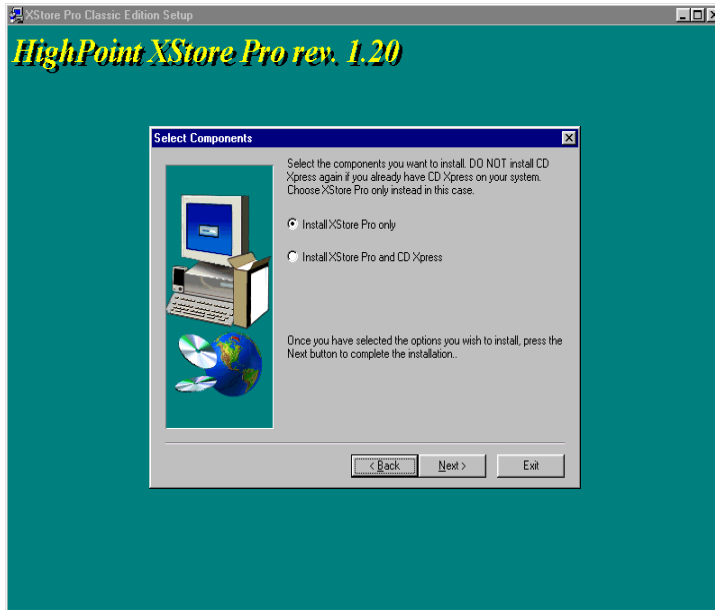 XStore Pro Classic Edition Setup
HighPoint XStore Pro rev. 1.20
Select Components
Select the components you want to install. DO NOT install CD
Xpress again if you already have CD Xpress on your system.
Choose XStore Pro only instead in this case.
Install XStore Pro only
Install XStore Pro and CD Xpress
Once you have selected the options you wish to install, press the
Next button to complete the installation..
< Back
Next >
Exit